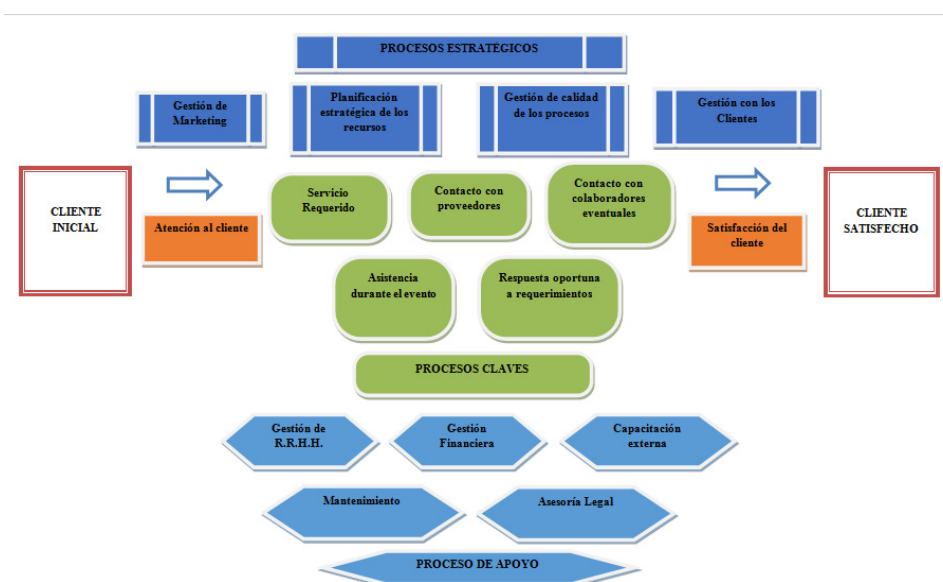 PROCESOS ESTRATÉGICOS
Gestión de
Marketing
Planificación
estratégica de los
recursos
Gestión de calidad
de los procesos
Gestión con los
Clientes
CLIENTE
INICIAL
Atención al cliente
Servicio
Requerido
Contacto con
proveedores
Contacto con
colaboradores
eventuales
Satisfacción del
cliente
CLIENTE
SATISFECHO
Asistencia
durante el evento
Respuesta oportuna
a requerimientos
PROCESOS CLAVES
Gestión de
R.R.H.H.
Gestión
Financiera
Capacitación
externa
Mantenimiento
Asesoría Legal
PROCESO DE APOYO